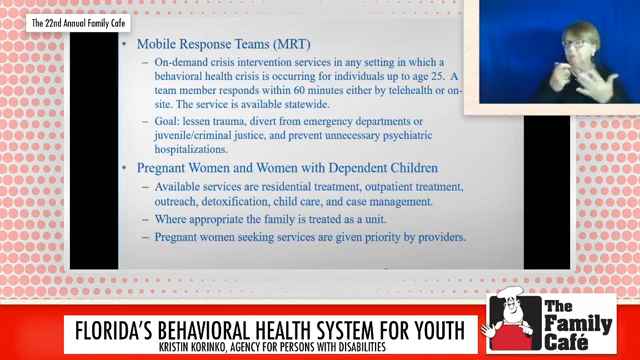 The 22nd Annual Family Cafe
• Mobile Response Teams (MRT)
– On-demand crisis intervention services in any setting in which a
behavioral health crisis is occurring for individuals up to age 25. A
team member responds within 60 minutes either by telehealth or on-
site. The service is available statewide.
– Goal: lessen trauma, divert from emergency departments or
juvenile/criminal justice, and prevent unnecessary psychiatric
hospitalizations.
• Pregnant Women and Women with Dependent Children
– Available services are residential treatment, outpatient treatment,
outreach, detoxification, child care, and case management.
– Where appropriate the family is treated as a unit.
– Pregnant women seeking services are given priority by providers.
FLORIDA'S BEHAVIORAL HEALTH SYSTEM FOR YOUTH
KRISTIN KORINKO, AGENCY FOR PERSONS WITH DISABILITIES
The
Family
Café